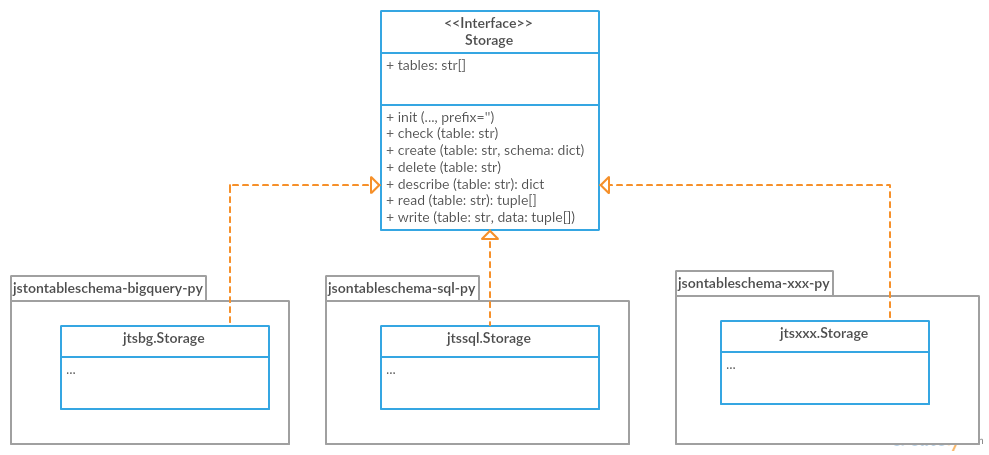 <<Interface>>
Storage
+ tables: str[]
+ init (..., prefix='')
+ check (table: str)
+ create (table: str, schema: dict)
+ delete (table: str)
+ describe (table: str): dict
+ read (table: str): tuple[]
+ write (table: str, data: tuple[])
jstontableschema-bigquery-py
jtsbg.Storage
...
jsontableschema-sql-py
jtssql.Storage
...
jsontableschema-xxx-py
jtsxxx.Storage
...